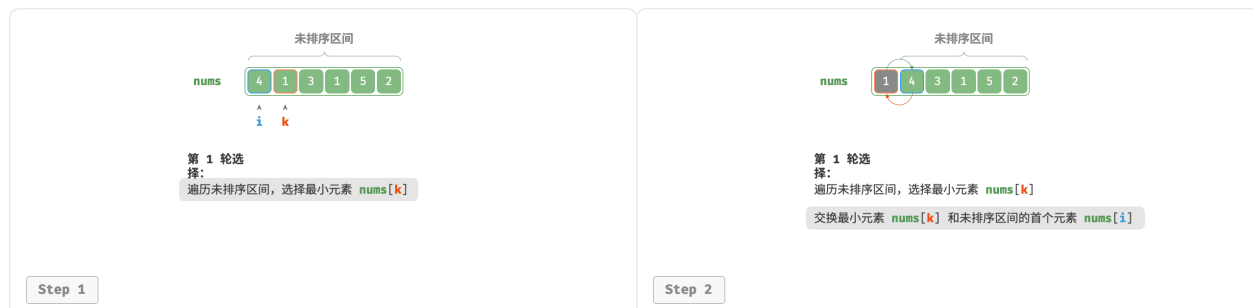 未排序区间
nums 4 1 3 1 5 2
i k
第 1 轮选
择：
遍历未排序区间，选择最小元素 nums[k]
Step 1
未排序区间
nums 1 4 3 1 5 2
第 1 轮选
择：
遍历未排序区间，选择最小元素 nums[k]
交换最小元素 nums[k] 和未排序区间的首个元素 nums[i]
Step 2